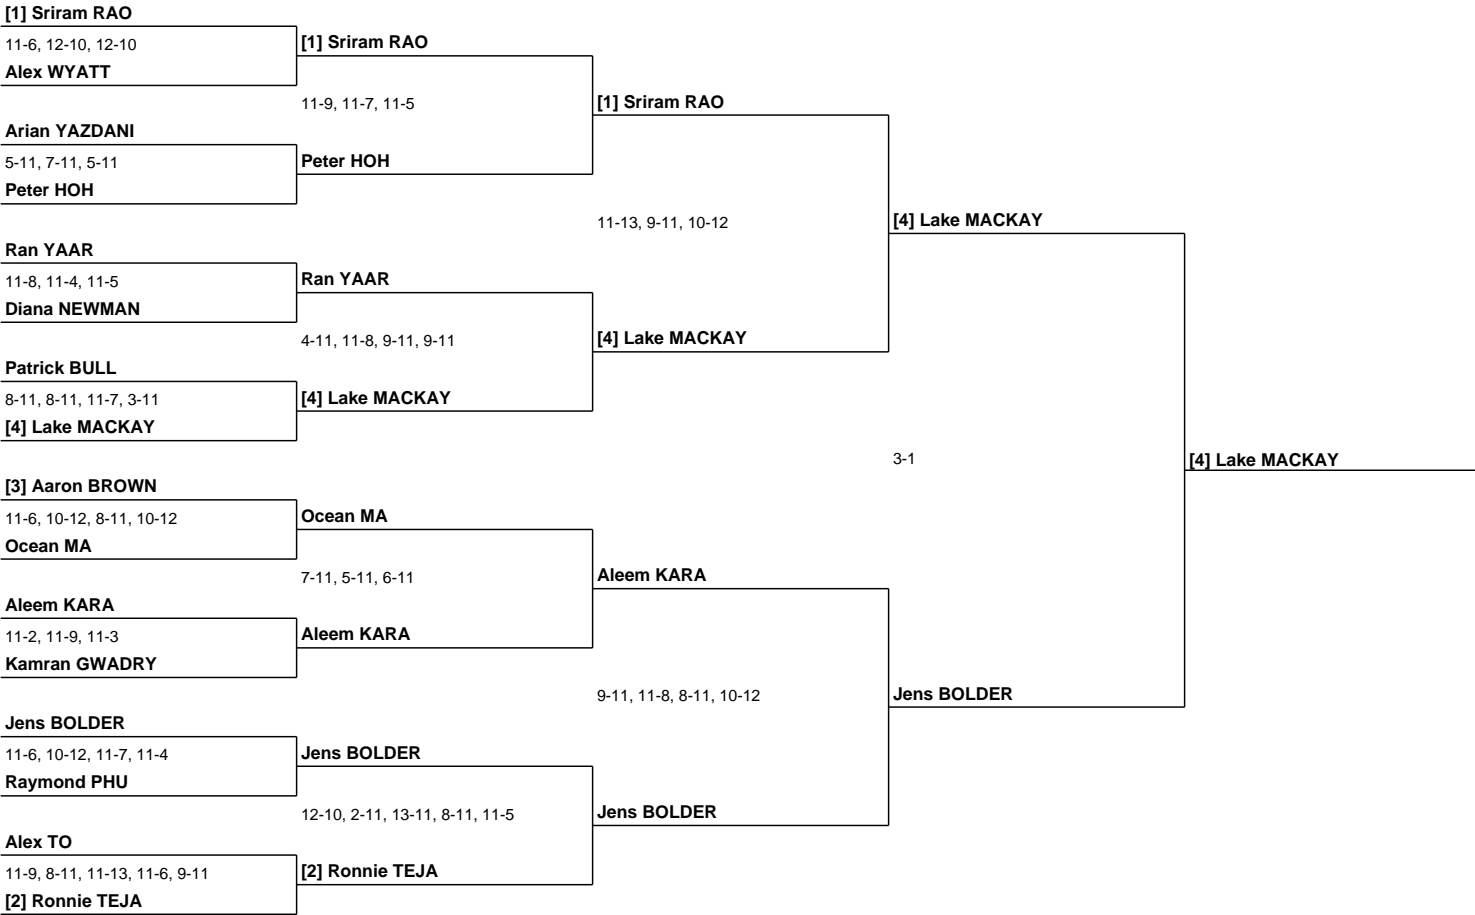 [1] Sriram RAO
11-6, 12-10, 12-10
Alex WYATT
Arian YAZDANI
5-11, 7-11, 5-11
Peter HOH
Ran YAAR
11-8, 11-4, 11-5
Diana NEWMAN
Patrick BULL
8-11, 8-11, 11-7, 3-11
[4] Lake MACKAY
[3] Aaron BROWN
11-6, 10-12, 8-11, 10-12
Ocean MA
Aleem KARA
11-2, 11-9, 11-3
Kamran GWADRY
Jens BOLDER
11-6, 10-12, 11-7, 11-4
Raymond PHU
Alex TO
11-9, 8-11, 11-13, 11-6, 9-11
[2] Ronnie TEJA
[1] Sriram RAO
11-9, 11-7, 11-5
Peter HOH
Ran YAAR
4-11, 11-8, 9-11, 9-11
[4] Lake MACKAY
Ocean MA
7-11, 5-11, 6-11
Aleem KARA
Jens BOLDER
12-10, 2-11, 13-11, 8-11, 11-5
[2] Ronnie TEJA
[1] Sriram RAO
11-13, 9-11, 10-12
[4] Lake MACKAY
Aleem KARA
9-11, 11-8, 8-11, 10-12
Jens BOLDER
[4] Lake MACKAY
3-1
Jens BOLDER
[4] Lake MACKAY